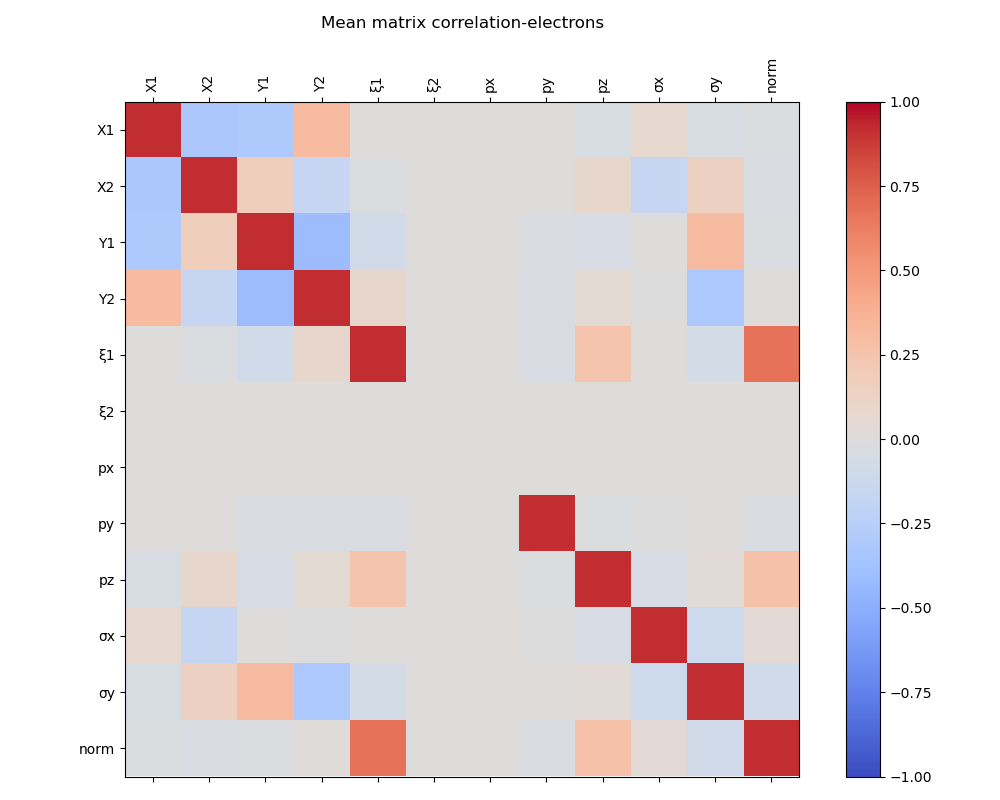 Mean matrix correlation-electrons
X1 X2 Y1 Y2 ξ1 ξ2 px py pz σx σy norm
X1
X2
Y1
Y2
ξ1
ξ2
px
py
pz
σx
σy
norm
1.00
0.75
0.50
0.25
0.00
−0.25
−0.50
−0.75
−1.00